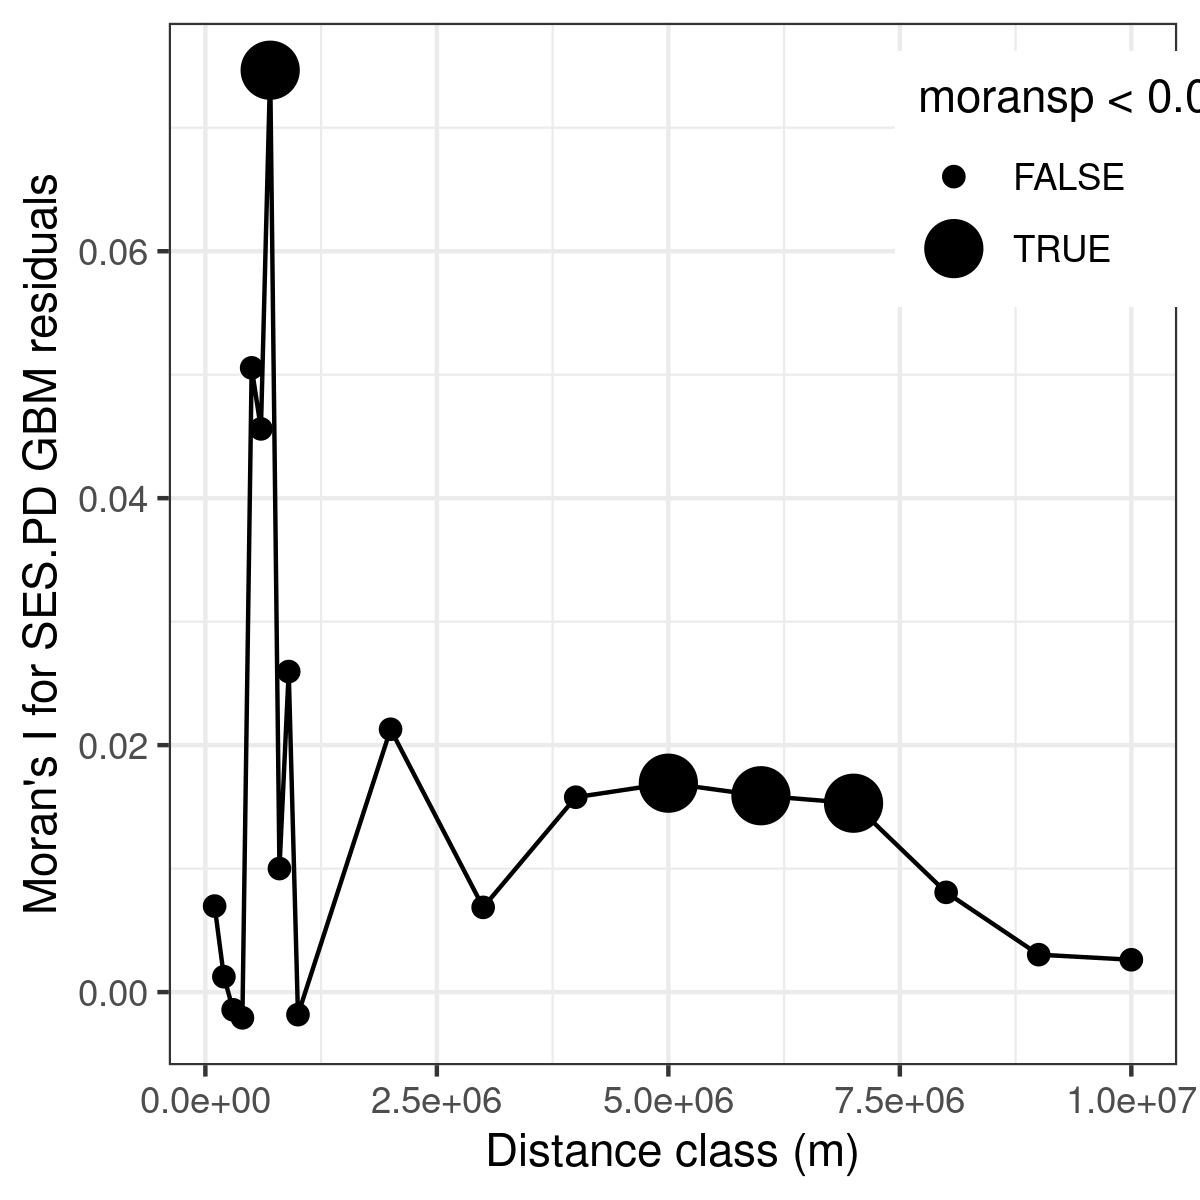 moransp < 0.0
FALSE
TRUE
Moran's I for SES.PD GBM residuals
0.06
0.04
0.02
0.00
0.0e+00 2.5e+06 5.0e+06 7.5e+06 1.0e+07
Distance class (m)